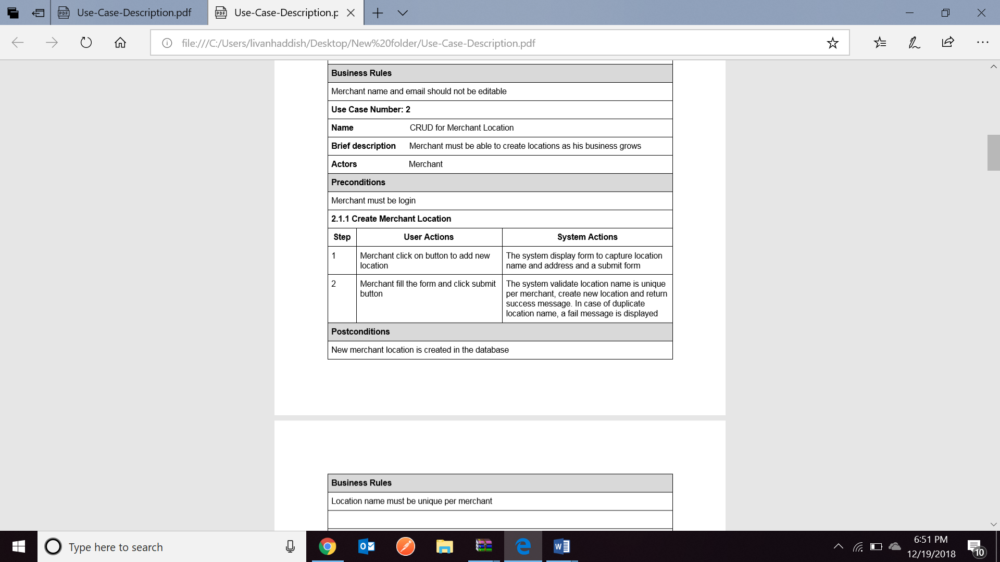 Use-Case-Description.pdf
Use-Case-Description.p
file:///C:/Users/livanhaddish/Desktop/New%20folder/Use-Case-Description.pdf
Business Rules
Merchant name and email should not be editable
Use Case Number: 2
Name CRUD for Merchant Location
Brief description Merchant must be able to create locations as his business grows
Actors Merchant
Preconditions
Merchant must be login
2.1.1 Create Merchant Location
Step User Actions System Actions
1 Merchant click on button to add new The system display form to capture location
location name and address and a submit form
2 Merchant fill the form and click submit The system validate location name is unique
button per merchant, create new location and return
success message. In case of duplicate
location name, a fail message is displayed
Postconditions
New merchant location is created in the database
Business Rules
Location name must be unique per merchant
Type here to search
6:51 PM
12/19/2018
10